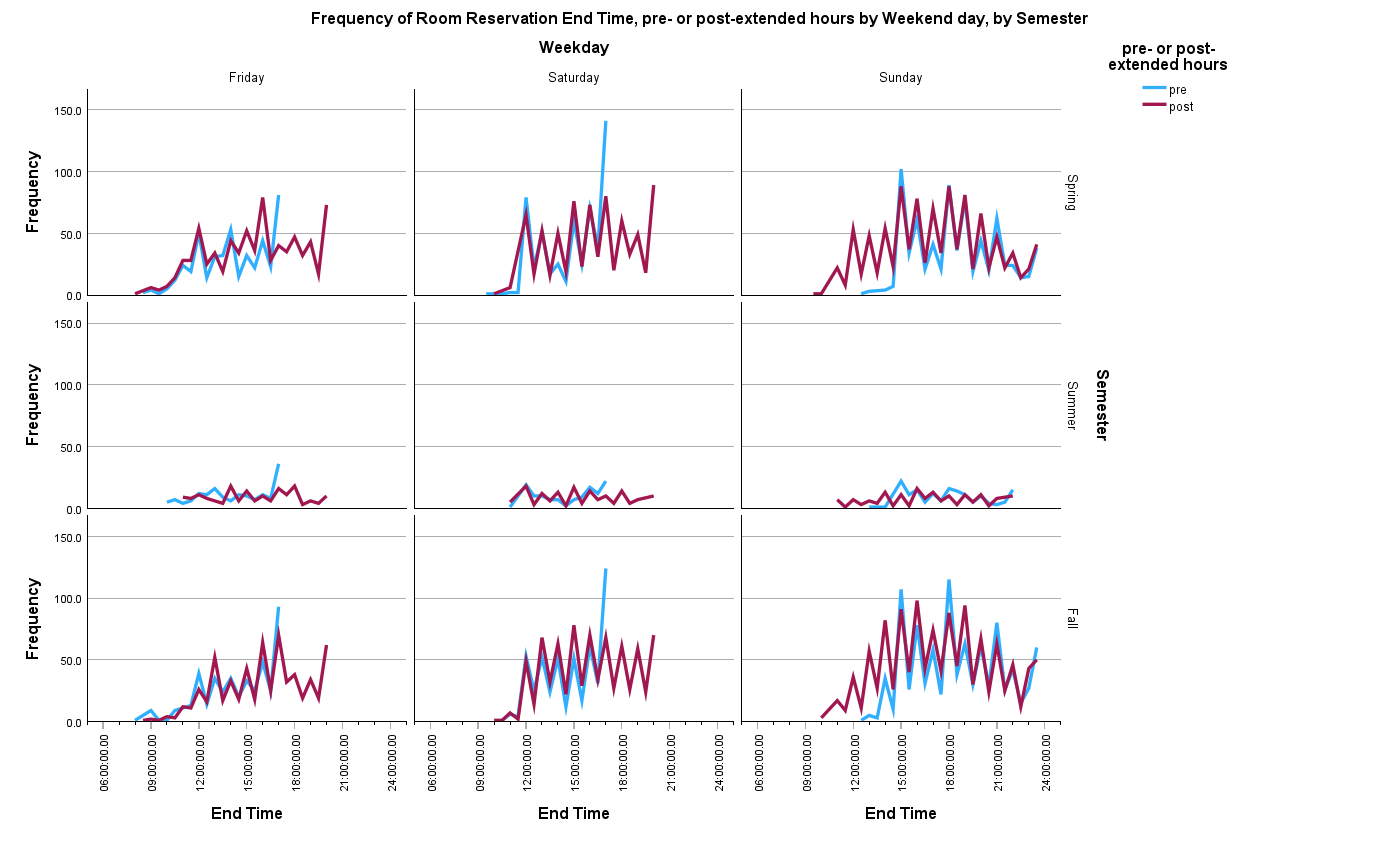 Frequency of Room Reservation End Time, pre- or post-extended hours by Weekend day, by Semester
Weekday
pre- or post-
extended hours
pre
post
Friday
Saturday
Sunday
150.0
100.0
50.0
0.0
Frequency
Spring
150.0
100.0
50.0
0.0
Frequency
Summer
Semester
150.0
100.0
50.0
0.0
Frequency
Fall
06:00:00.00
09:00:00.00
12:00:00.00
15:00:00.00
18:00:00.00
21:00:00.00
24:00:00.00
06:00:00.00
09:00:00.00
12:00:00.00
15:00:00.00
18:00:00.00
21:00:00.00
24:00:00.00
06:00:00.00
09:00:00.00
12:00:00.00
15:00:00.00
18:00:00.00
21:00:00.00
24:00:00.00
End Time
End Time
End Time